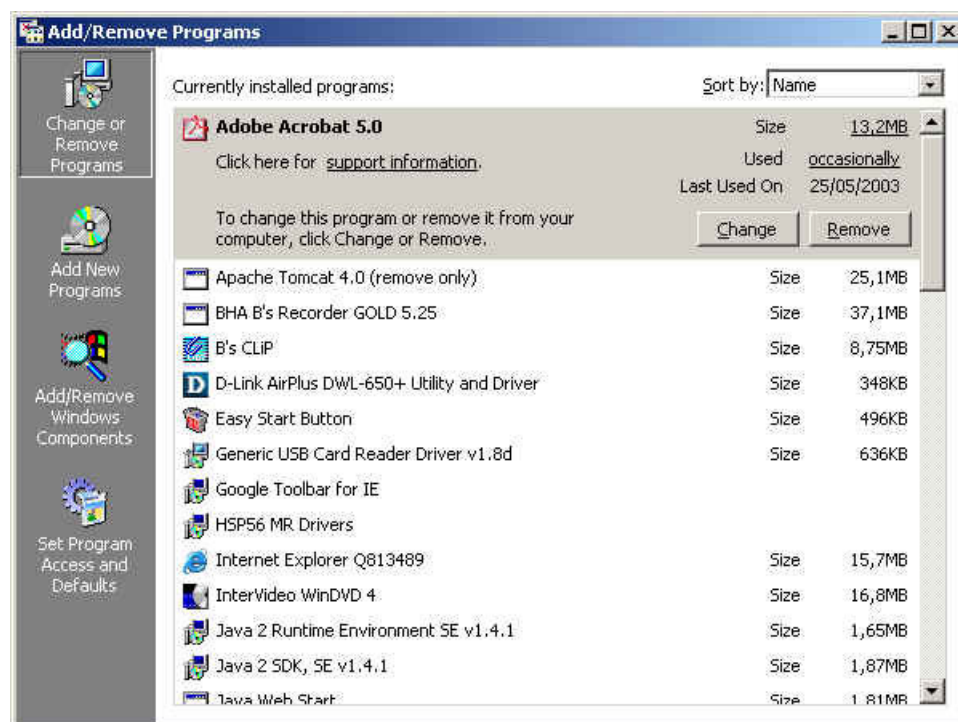 Add/Remove Programs
Change or
Remove
Programs
Add New
Programs
Add/Remove
Windows
Components
Set Program
Access and
Defaults
Currently installed programs:
Sort by: Name
Adobe Acrobat 5.0 Size 13,2MB
Click here for support information. Used occasionally
Last Used On 25/05/2003
To change this program or remove it from your
computer, click Change or Remove.
Change Remove
Apache Tomcat 4.0 (remove only) Size 25,1MB
BHA B's Recorder GOLD 5.25 Size 37,1MB
B's CLiP Size 8,75MB
D-Link AirPlus DWL-650+ Utility and Driver Size 348KB
Easy Start Button Size 496KB
Generic USB Card Reader Driver v1.8d Size 636KB
Google Toolbar for IE
HSP56 MR Drivers
Internet Explorer Q813489 Size 15,7MB
InterVideo WinDVD 4 Size 16,8MB
Java 2 Runtime Environment SE v1.4.1 Size 1,65MB
Java 2 SDK, SE v1.4.1 Size 1,87MB
Java Web Start Size 1,81MB